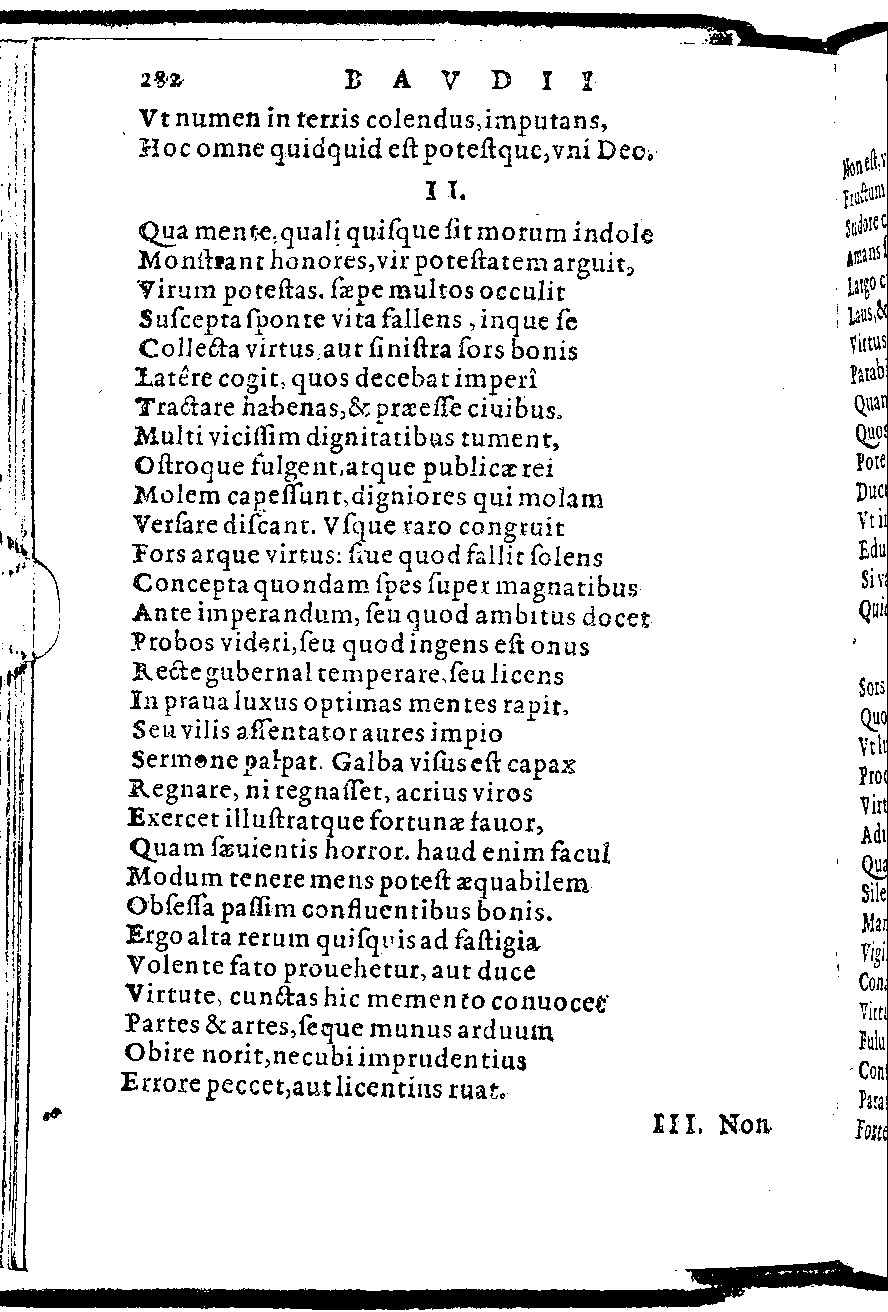 282 BAVDII
Vt numen in terris colendus, imputans,
Hoc omne quidquid est potestque, vni Deo.
II.
Qua mente, quali quiſque ſit morum indole
Monſtrant honores, vir poteſtatem arguit,
Virum poteſtas. ſæpe multos occulit
Suſcepta ſponte vita fallens, inque ſe
Collecta virtus, aut ſiniſtra ſors bonis
Latêre cogit, quos decebat imperî
Tractare habenas, & præeſſe ciuibus.
Multi viciſſim dignitatibus tument,
Oſtroque fulgent, atque publicæ rei
Molem capeſſunt, digniores qui molam
Verſare diſcant. Vſque raro congruit
Fors atque virtus: ſiue quod fallit ſolens
Concepta quondam ſpes ſuper magnatibus
Ante imperandum, ſeu quod ambitus docet
Probos videri, ſeu quod ingens eſt onus
Recte gubernal temperare, ſeu licens
In praua luxus optimas mentes rapit,
Seu vilis aſſentator aures impio
Sermone palpat. Galba viſus eſt capax
Regnare, ni regnaſſet, acrius viros
Exercet illuſtratque fortunæ fauor,
Quam ſæuientis horror. haud enim facul
Modum tenere mens poteſt æquabilem
Obſeſſa paſſim confluentibus bonis.
Ergo alta rerum quiſquis ad faſtigia
Volente fato prouehetur, aut duce
Virtute, cunctas hic memento conuocet
Partes & artes, ſeque munus arduum
Obire norit, necubi imprudentius
Errore peccet, aut licentius ruat.
III. Non
Non eſt,
Fructum
Sudore
Amans
Largo
Laus, &
Virtus
Parab
Quan
Quos
Pote
Duct
Vt i
Edu
Si va
Quic
Sors
Quo
Vt l
Proc
Virt
Adu
Qua
Sile
Man
Vigi
Con
Virt
Fulu
Conf
Para
Forte